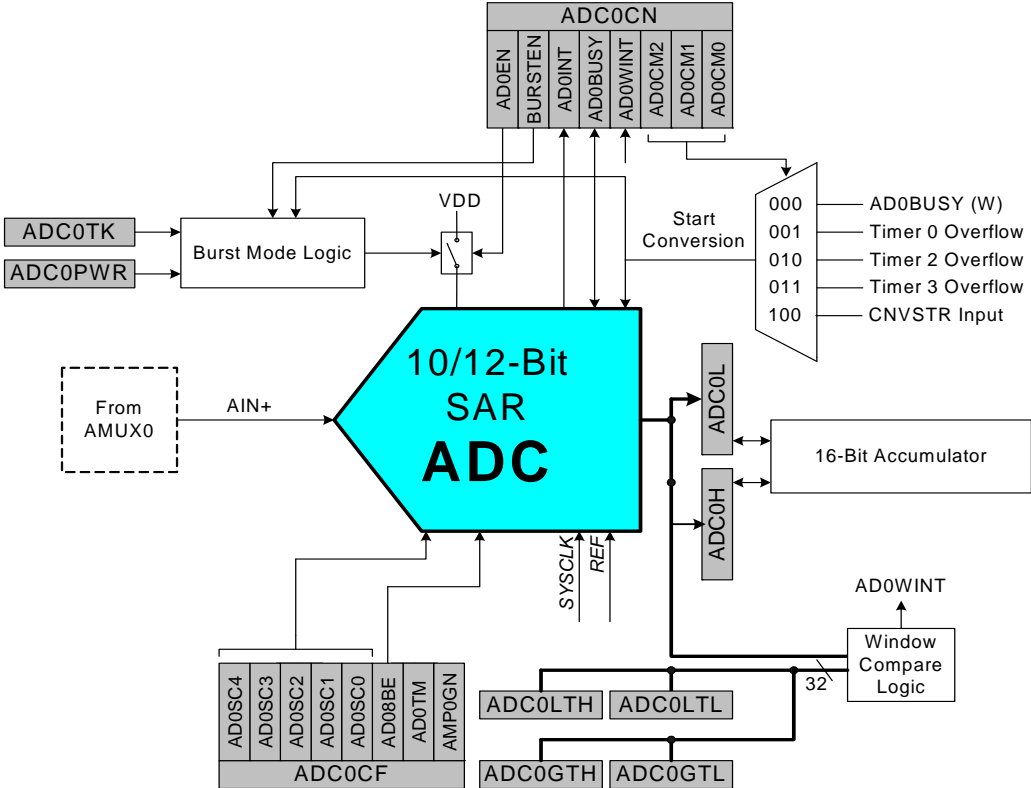 ADC0CN
AD0EN
BURSTEN
AD0INT
AD0BUSY
AD0WINT
AD0CM2
AD0CM1
AD0CM0
VDD
Start
Conversion
000
001
010
011
100
AD0BUSY (W)
Timer 0 Overflow
Timer 2 Overflow
Timer 3 Overflow
CNVSTR Input
ADC0TK
ADC0PWR
Burst Mode Logic
From
AMUX0
AIN+
10/12-Bit
SAR
ADC
ADC0L
ADC0H
16-Bit Accumulator
SYSCLK
REF
AD0WINT
Window
Compare
Logic
32
AD0SC4
AD0SC3
AD0SC2
AD0SC1
AD0SC0
AD08BE
AD0TM
AMP0GN
ADC0CF
ADC0LTH
ADC0LTL
ADC0GTH
ADC0GTL